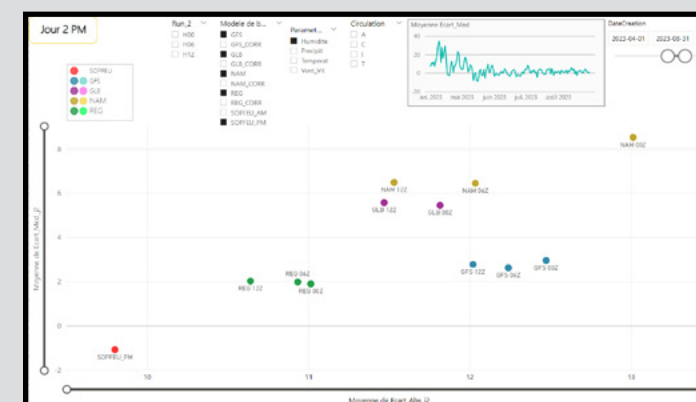 Jour 2 PM
Run_2
H00
H06
H12
Modele de b...
GFS
GFS_CORR
GLB
GLB_CORR
NAM
NAM_CORR
REG
REG_CORR
SOPFEU_AM
SOPFEU_PM
Paramet...
Humidite
Precipit
Temperat
Vent_Int
Circulation
A
C
L
T
Moyenne Ecart_Med
40
20
0
-20
avr. 2023 mai 2023 juin 2023 juil. 2023 août 2023
DateCreation
2023-04-01 2023-08-31
SOPFEU
GFS
GLB
NAM
REG
Moyenne de Ecart_Med_j2
8
6
4
2
0
-2
NAM 00Z
NAM 12Z
NAM 06Z
GLB 12Z
GLB 00Z
GFS 12Z
GFS 06Z
GFS 00Z
REG 12Z
REG 06Z
REG 00Z
SOPFEU_PM
10 11 12 13
Moyenne de Ecart_Abs_j2